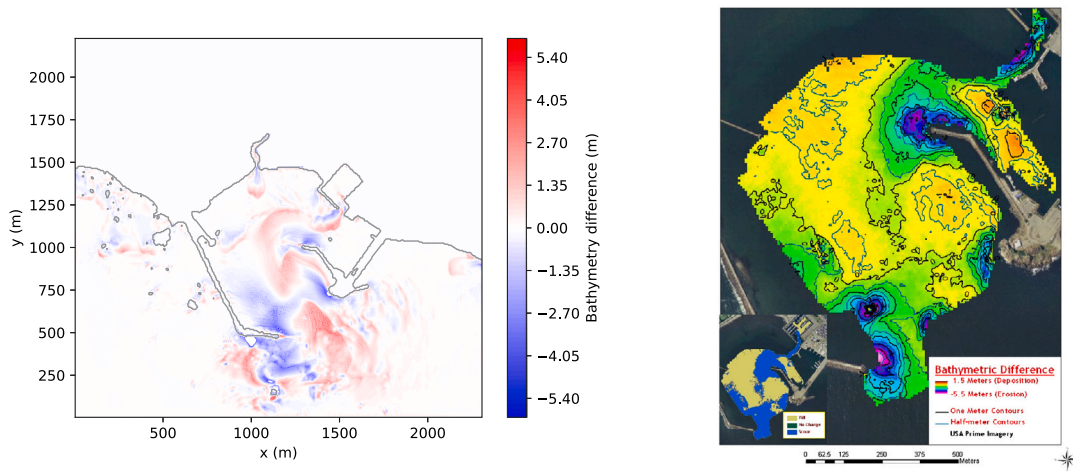 2000
1750
1500
1250
1000
750
500
250
y (m)
500
1000
1500
2000
x (m)
5.40
4.05
2.70
1.35
0.00
−1.35
−2.70
−4.05
−5.40
Bathymetry difference (m)
Bathymetric Difference
1.5 Meters (Deposition)
-5.5 Meters (Erosion)
One Meter Contours
Half-meter Contours
USA Prime Imagery
Fill
No Change
Scour
0 62.5 125 250 375 500
Meters